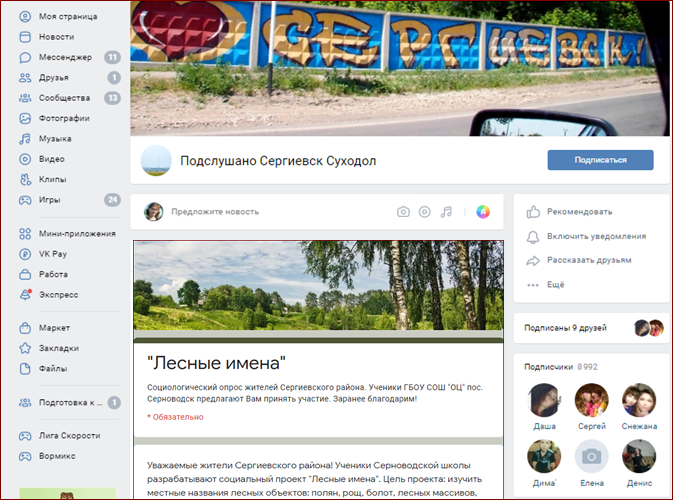 Моя страница
Новости
Мессенджер 11
Друзья 1
Сообщества 13
Фотографии
Музыка
Видео
Клипы
Игры 24
Мини-приложения
VK Pay
Работа
Экспресс
Маркет
Закладки
Файлы
Подготовка к ... 1
Лига Скорости
Вормикс
СЕРГИЕВСК!
Подслушано Сергиевск Суходол
Подписаться
Предложите новость
"Лесные имена"
Социологический опрос жителей Сергиевского района. Ученики ГБОУ СОШ "ОЦ" пос.
Серноводск предлагают Вам принять участие. Заранее благодарим!
* Обязательно
Уважаемые жители Сергиевского района! Ученики Серноводской школы
разрабатывают социальный проект "Лесные имена". Цель проекта: изучить
местные названия лесных объектов: полян, рощ, болот, лесных массивов,
Рекомендовать
Включить уведомления
Рассказать друзьям
Ещё
Подписаны 9 друзей
Подписчики 8 992
Даша Сергей Снежана
Дима Елена Денис